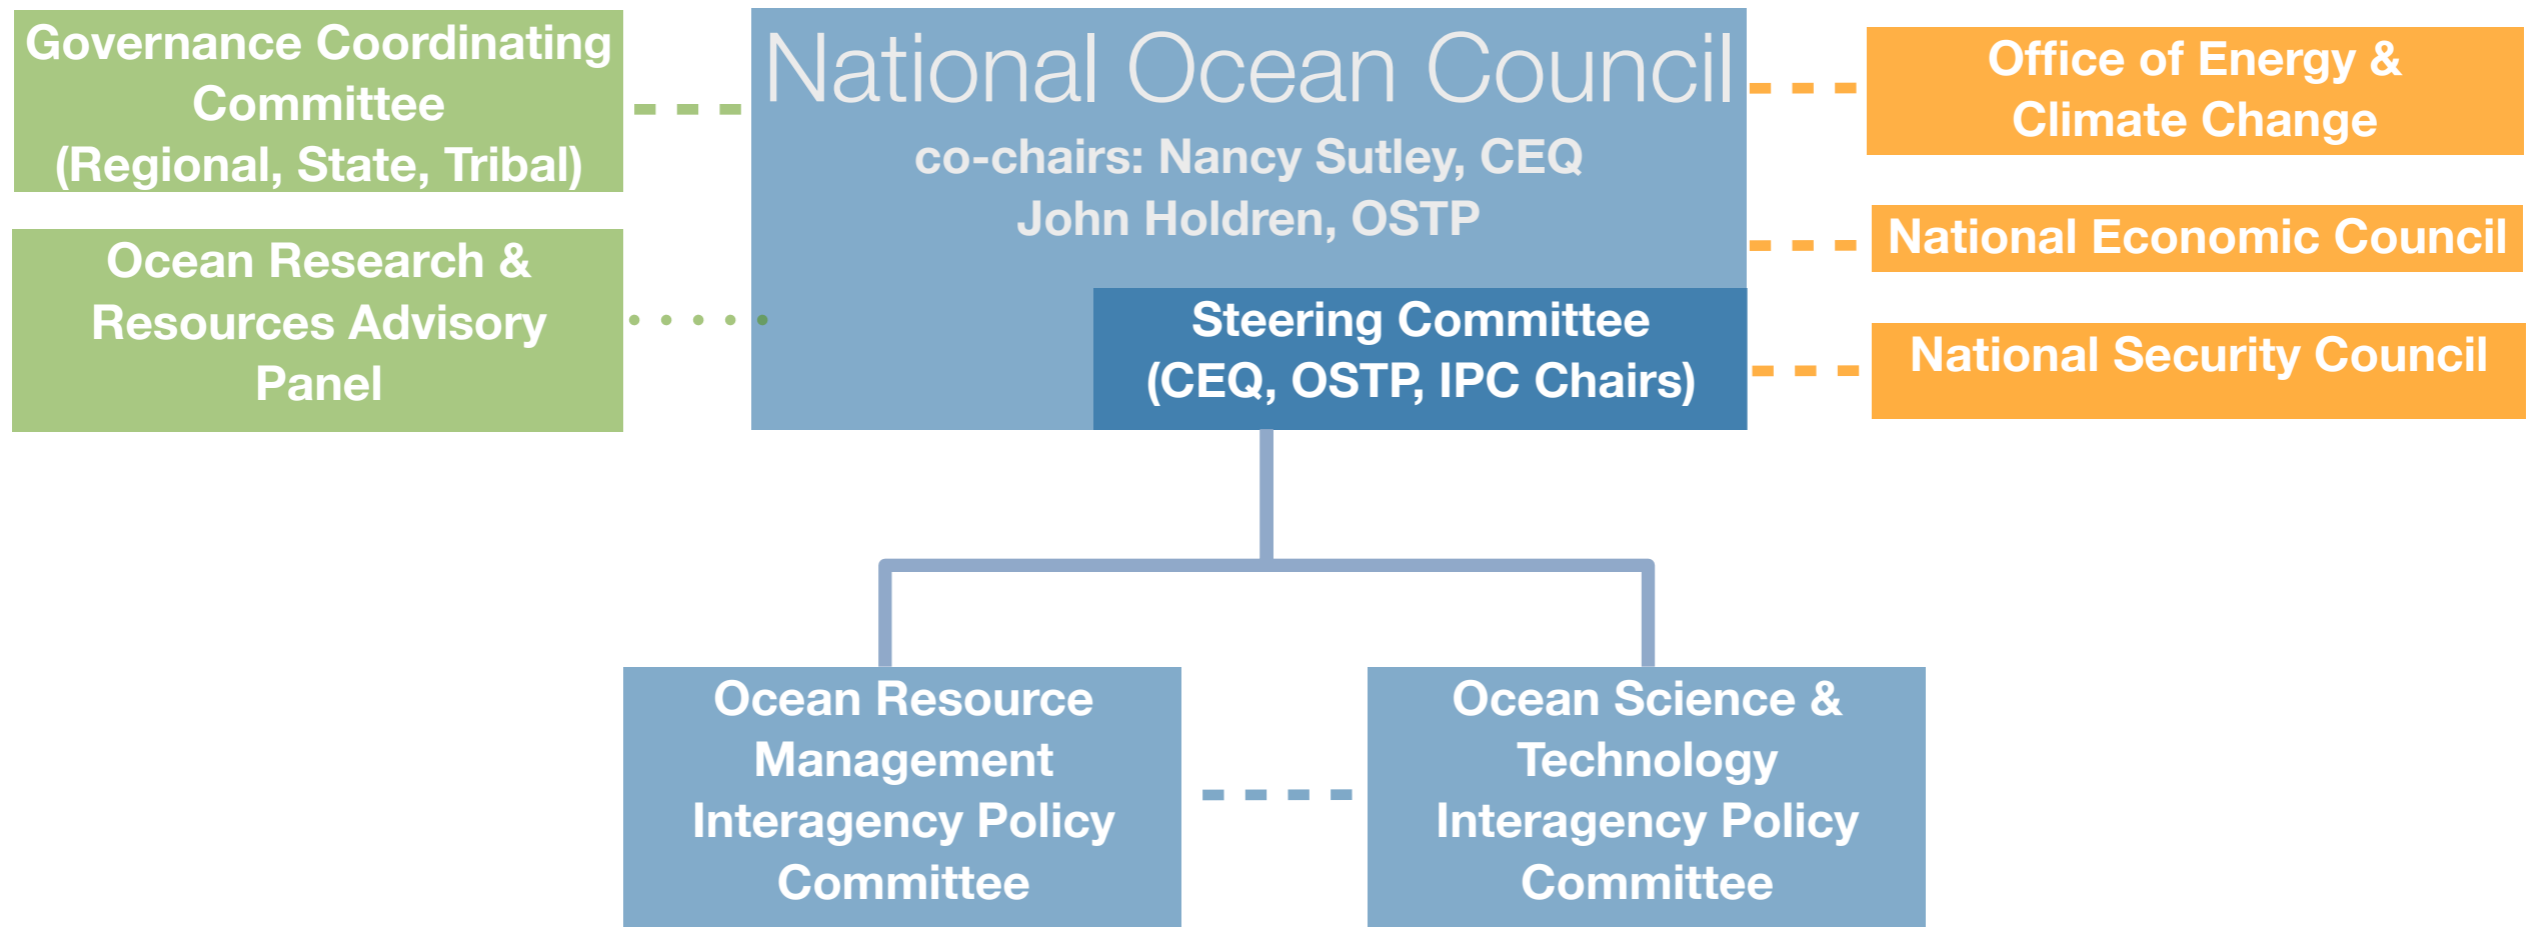 Governance Coordinating
Committee
(Regional, State, Tribal)
Ocean Research &
Resources Advisory
Panel
National Ocean Council
co-chairs: Nancy Sutley, CEQ
John Holdren, OSTP
Steering Committee
(CEQ, OSTP, IPC Chairs)
Office of Energy &
Climate Change
National Economic Council
National Security Council
Ocean Resource
Management
Interagency Policy
Committee
Ocean Science &
Technology
Interagency Policy
Committee